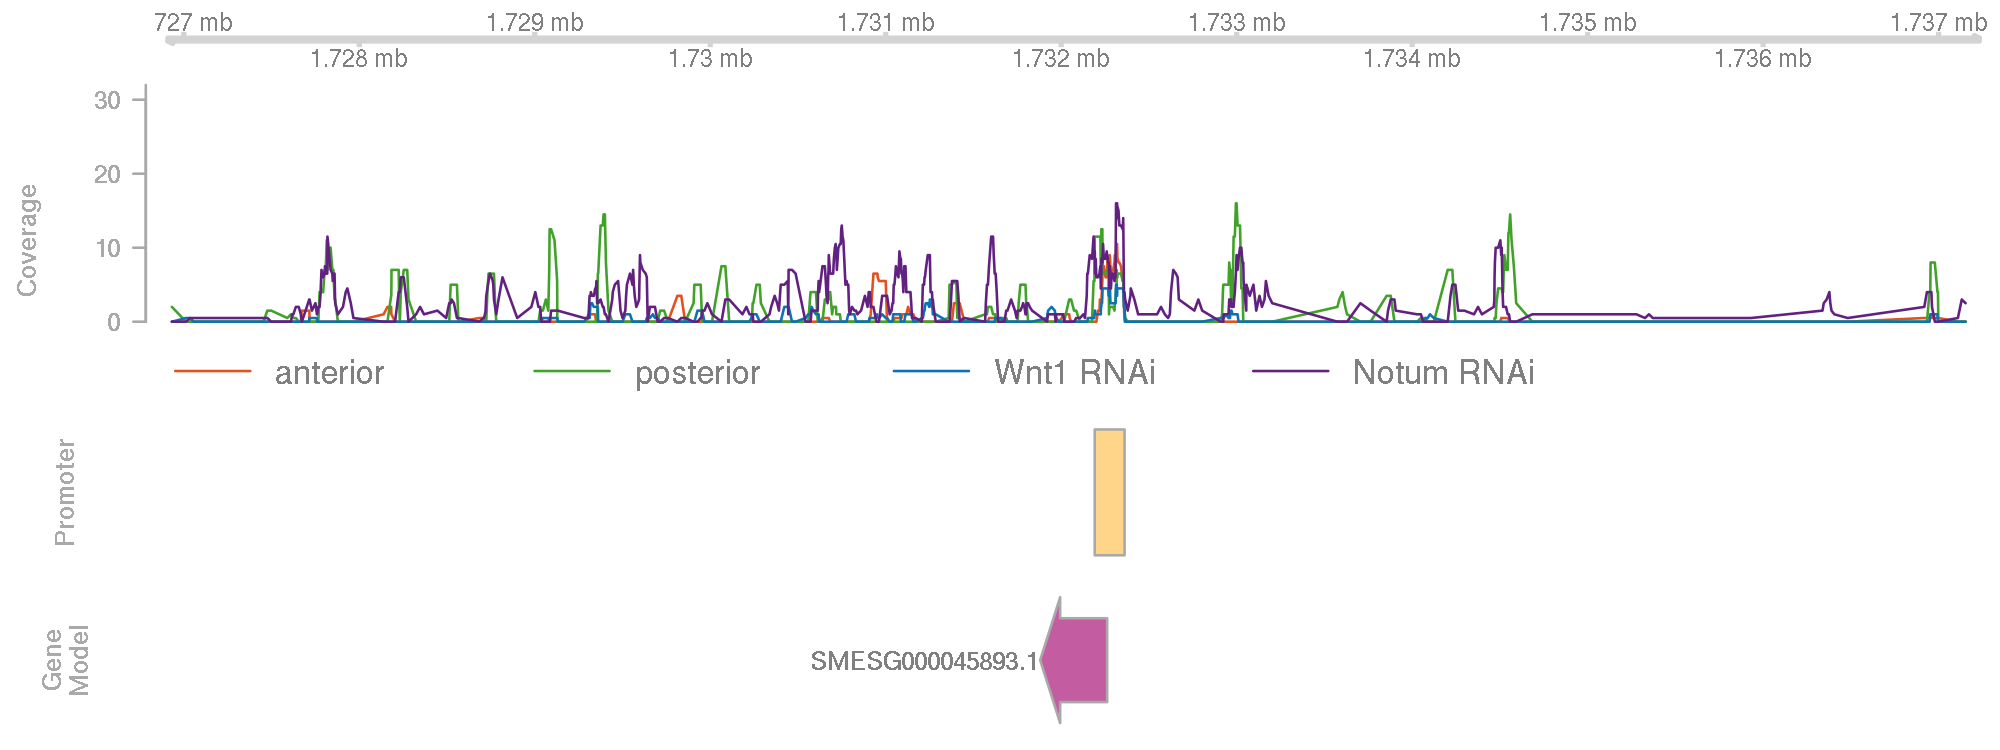 727 mb 1.729 mb 1.731 mb 1.733 mb 1.735 mb 1.737 mb
1.728 mb 1.73 mb 1.732 mb 1.734 mb 1.736 mb
30
20
10
0
Coverage
anterior posterior Wnt1 RNAi Notum RNAi
Promoter
Gene
Model
SMESG000045893.1